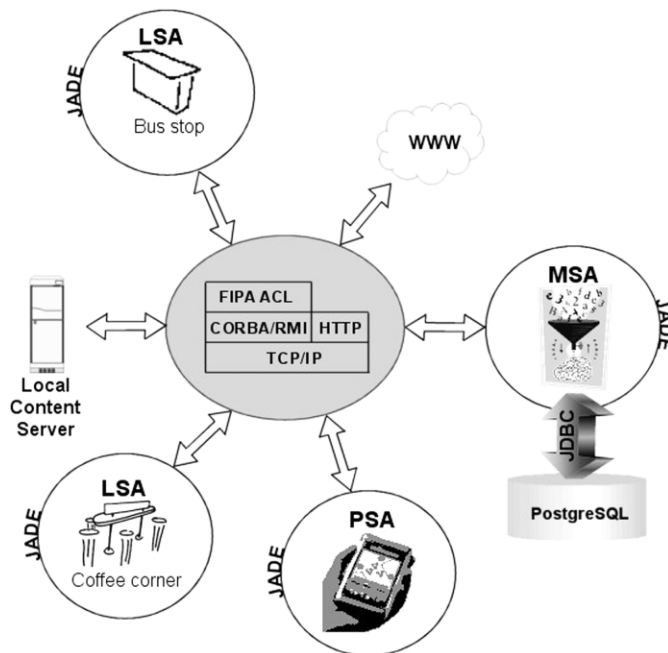 LSA
JADE
Bus stop
WWW
FIPA ACL
CORBA/RMI
HTTP
TCP/IP
MSA
JADE
Local
Content
Server
JDBC
PostgreSQL
LSA
JADE
Coffee corner
PSA
JADE